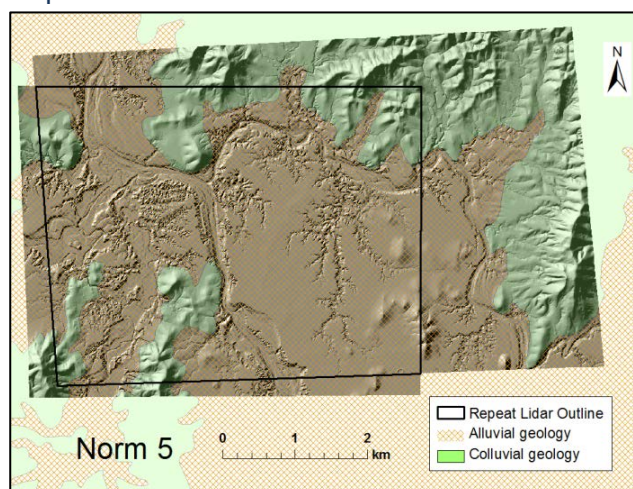 N
Norm 5
0 1 2
km
Repeat Lidar Outline
Alluvial geology
Colluvial geology